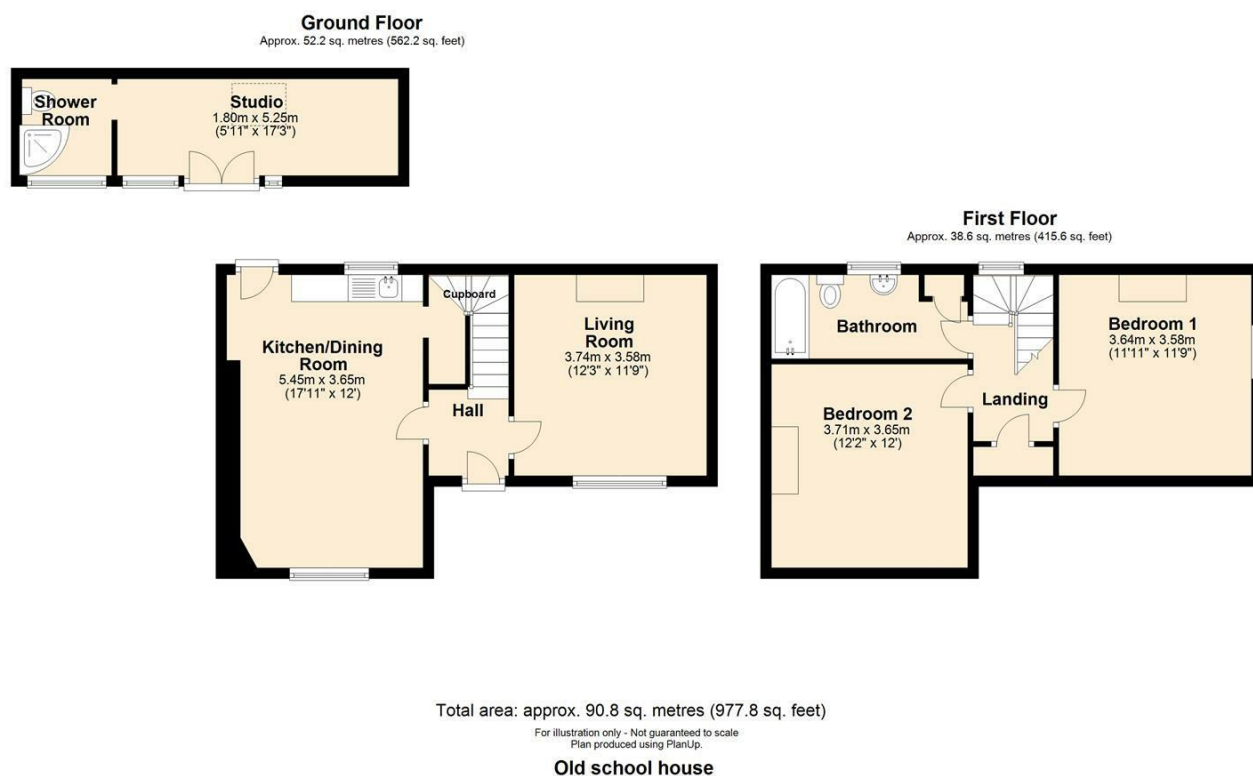 Ground Floor
Approx. 52.2 sq. metres (562.2 sq. feet)
Shower
Room
Studio
1.80m x 5.25m
(5'11" x 17'3")
First Floor
Approx. 38.6 sq. metres (415.6 sq. feet)
Cupboard
Kitchen/Dining
Room
5.45m x 3.65m
(17'11" x 12')
Living
Room
3.74m x 3.58m
(12'3" x 11'9")
Hall
Bathroom
Bedroom 1
3.64m x 3.58m
(11'11" x 11'9")
Bedroom 2
3.71m x 3.65m
(12'2" x 12')
Landing
Total area: approx. 90.8 sq. metres (977.8 sq. feet)
For illustration only - Not guaranteed to scale
Plan produced using PlanUp.
Old school house